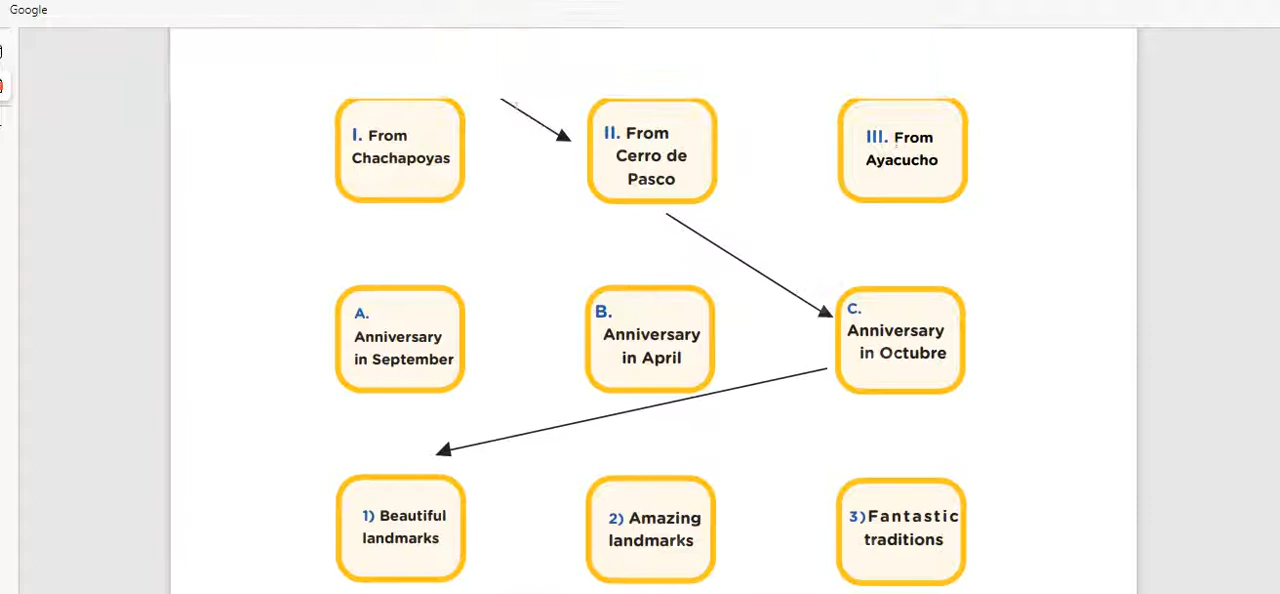 Google
I. From
Chachapoyas
II. From
Cerro de
Pasco
III. From
Ayacucho
A.
Anniversary
in September
B.
Anniversary
in April
C.
Anniversary
in Octubre
1) Beautiful
landmarks
2) Amazing
landmarks
3) Fantastic
traditions